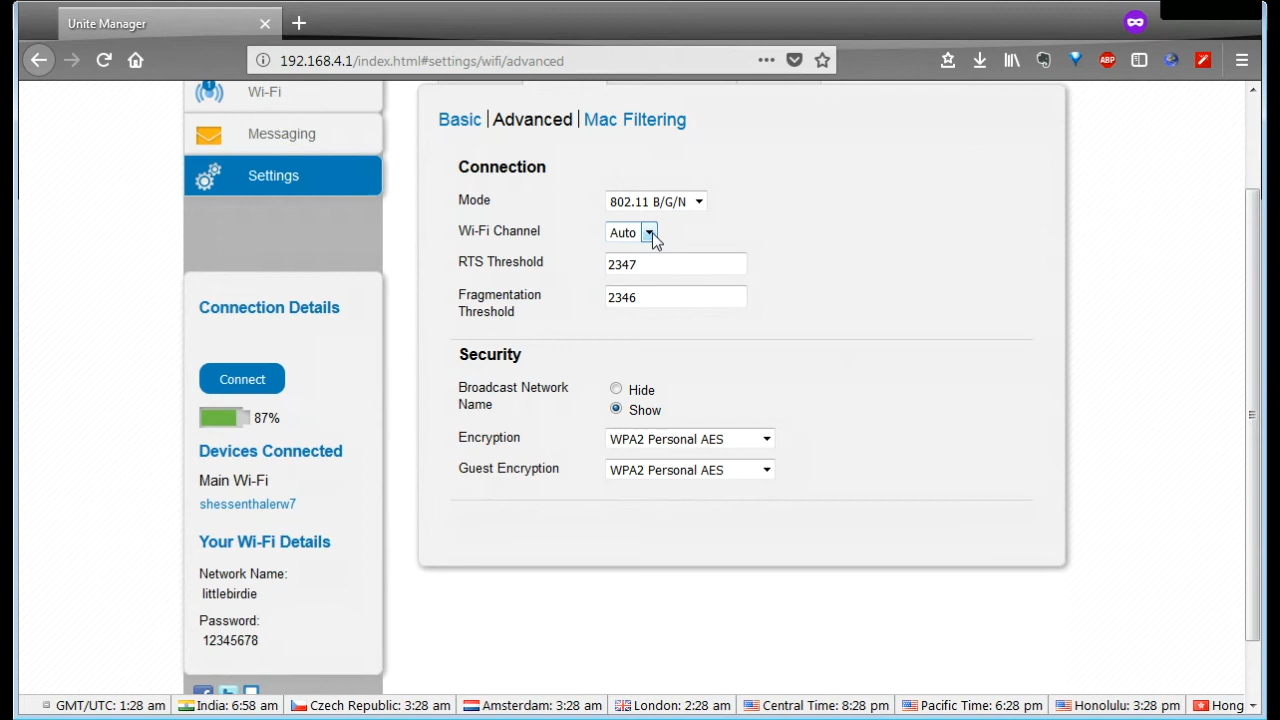 Unite Manager
192.168.4.1/index.html#settings/wifi/advanced
ABP
Wi-Fi
Messaging
Settings
Connection Details
Connect
87%
Devices Connected
Main Wi-Fi
shessenthalerw7
Your Wi-Fi Details
Network Name:
littlebirdie
Password:
12345678
Basic | Advanced | Mac Filtering
Connection
Mode 802.11 B/G/N
Wi-Fi Channel Auto
RTS Threshold 2347
Fragmentation
Threshold 2346
Security
Broadcast Network
Name
Hide
Show
Encryption WPA2 Personal AES
Guest Encryption WPA2 Personal AES
GMT/UTC: 1:28 am India: 6:58 am Czech Republic: 3:28 am Amsterdam: 3:28 am London: 2:28 am Central Time: 8:28 pm Pacific Time: 6:28 pm Honolulu: 3:28 pm Hong